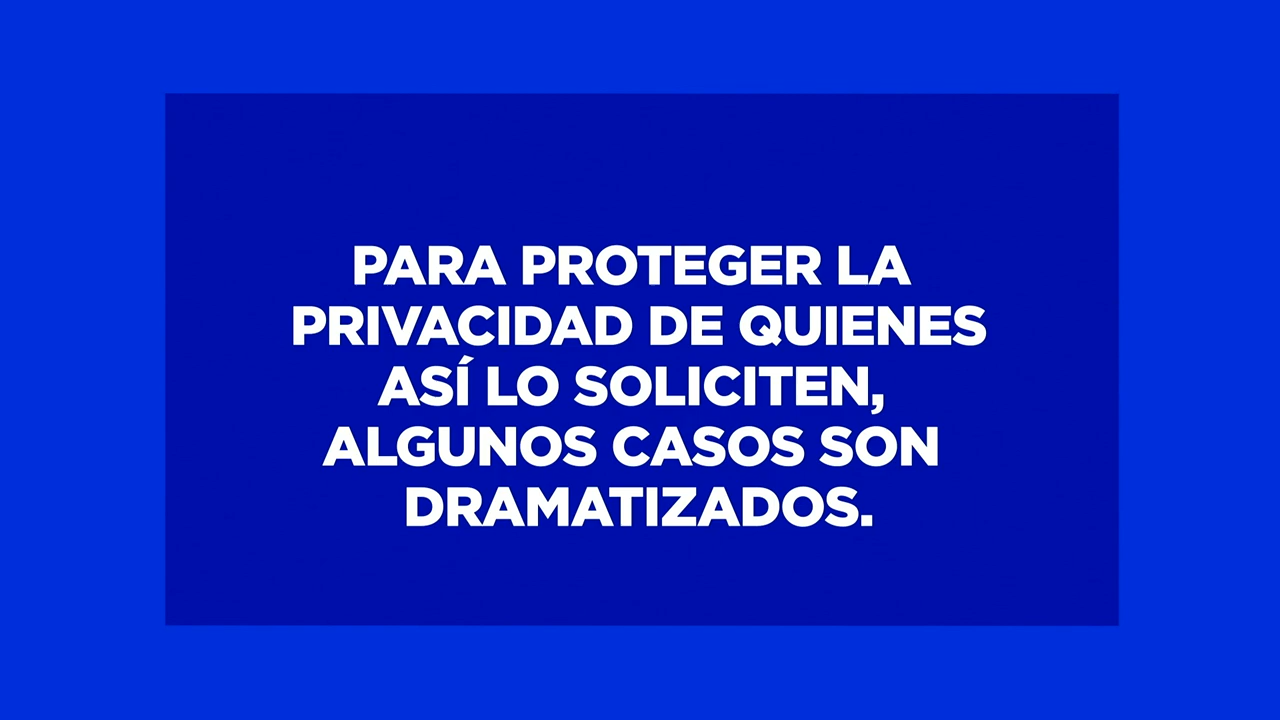 PARA PROTEGER LA
PRIVACIDAD DE QUIENES
ASÍ LO SOLICITEN,
ALGUNOS CASOS SON
DRAMATIZADOS.